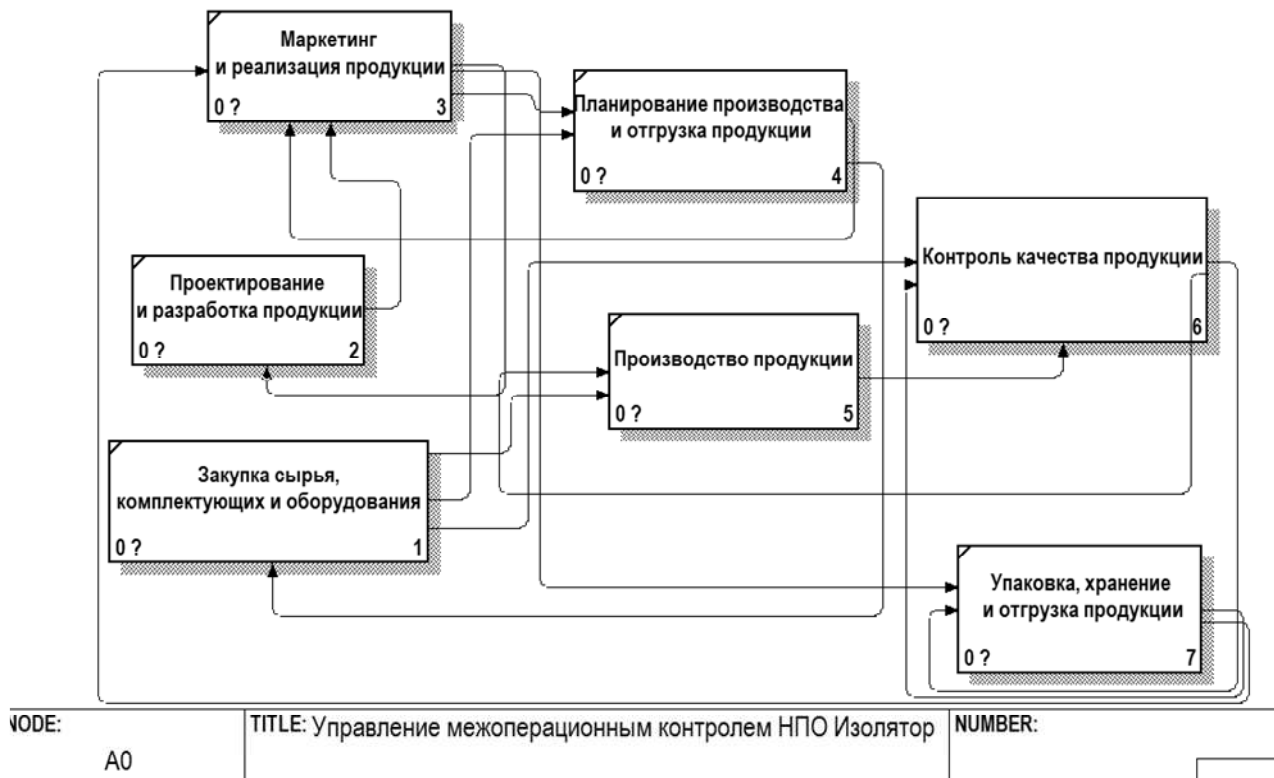 Маркетинг
и реализация продукции
0 ? 3
Планирование производства
и отгрузка продукции
0 ? 4
Контроль качества продукции
0 ? 6
Проектирование
и разработка продукции
0 ? 2
Производство продукции
0 ? 5
Закупка сырья,
комплектующих и оборудования
0 ? 1
Упаковка, хранение
и отгрузка продукции
0 ? 7
NODE: TITLE: Управление межоперационным контролем НПО Изолятор NUMBER:
A0